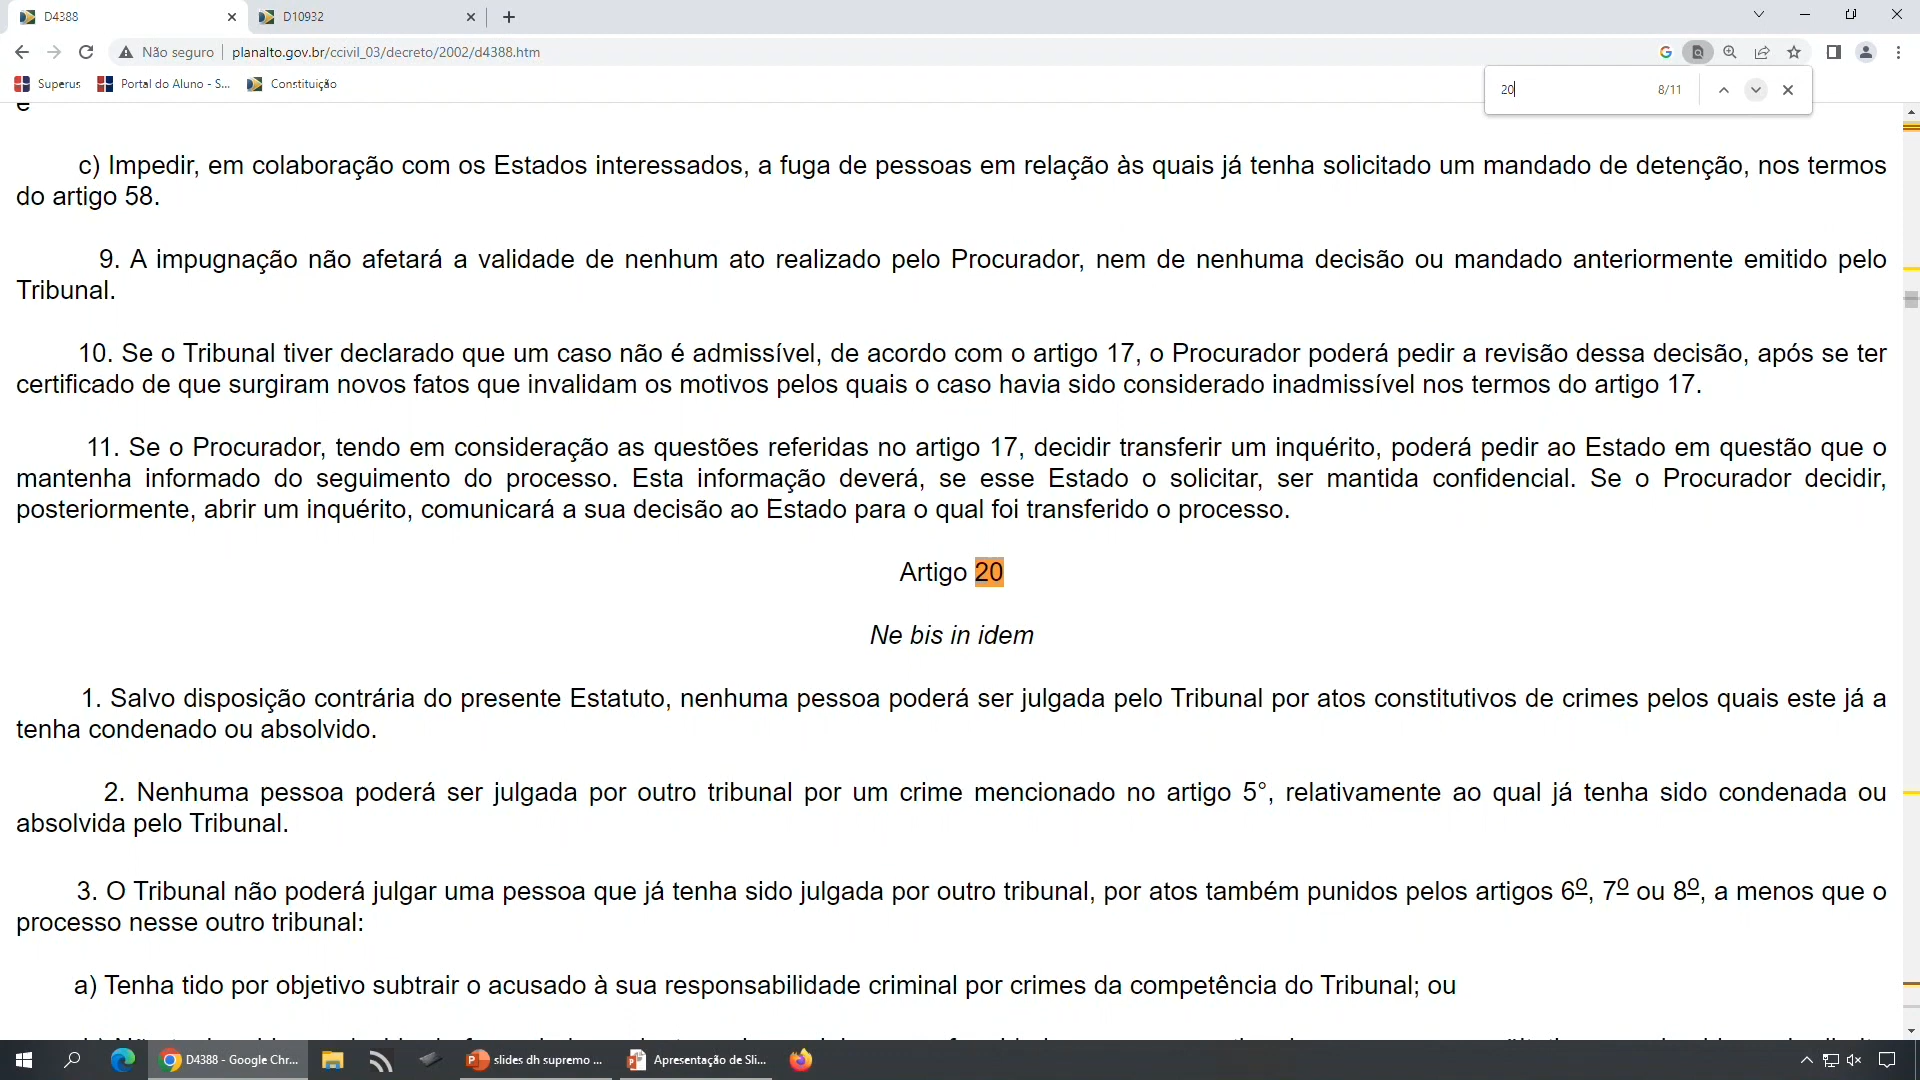 D4388
D10932
Não seguro
planalto.gov.br/ccivil_03/decreto/2002/d4388.htm
Superus
Portal do Aluno - S...
Constituição
20
8/11
e
c) Impedir, em colaboração com os Estados interessados, a fuga de pessoas em relação às quais já tenha solicitado um mandado de detenção, nos termos
do artigo 58.
9. A impugnação não afetará a validade de nenhum ato realizado pelo Procurador, nem de nenhuma decisão ou mandado anteriormente emitido pelo
Tribunal.
10. Se o Tribunal tiver declarado que um caso não é admissível, de acordo com o artigo 17, o Procurador poderá pedir a revisão dessa decisão, após se ter
certificado de que surgiram novos fatos que invalidam os motivos pelos quais o caso havia sido considerado inadmissível nos termos do artigo 17.
11. Se o Procurador, tendo em consideração as questões referidas no artigo 17, decidir transferir um inquérito, poderá pedir ao Estado em questão que o
mantenha informado do seguimento do processo. Esta informação deverá, se esse Estado o solicitar, ser mantida confidencial. Se o Procurador decidir,
posteriormente, abrir um inquérito, comunicará a sua decisão ao Estado para o qual foi transferido o processo.
Artigo 20
Ne bis in idem
1. Salvo disposição contrária do presente Estatuto, nenhuma pessoa poderá ser julgada pelo Tribunal por atos constitutivos de crimes pelos quais este já a
tenha condenado ou absolvido.
2. Nenhuma pessoa poderá ser julgada por outro tribunal por um crime mencionado no artigo 5°, relativamente ao qual já tenha sido condenada ou
absolvida pelo Tribunal.
3. O Tribunal não poderá julgar uma pessoa que já tenha sido julgada por outro tribunal, por atos também punidos pelos artigos 6º, 7º ou 8º, a menos que o
processo nesse outro tribunal:
a) Tenha tido por objetivo subtrair o acusado à sua responsabilidade criminal por crimes da competência do Tribunal; ou
D4388 - Google Chr...
slides dh supremo ...
Apresentação de Sli...